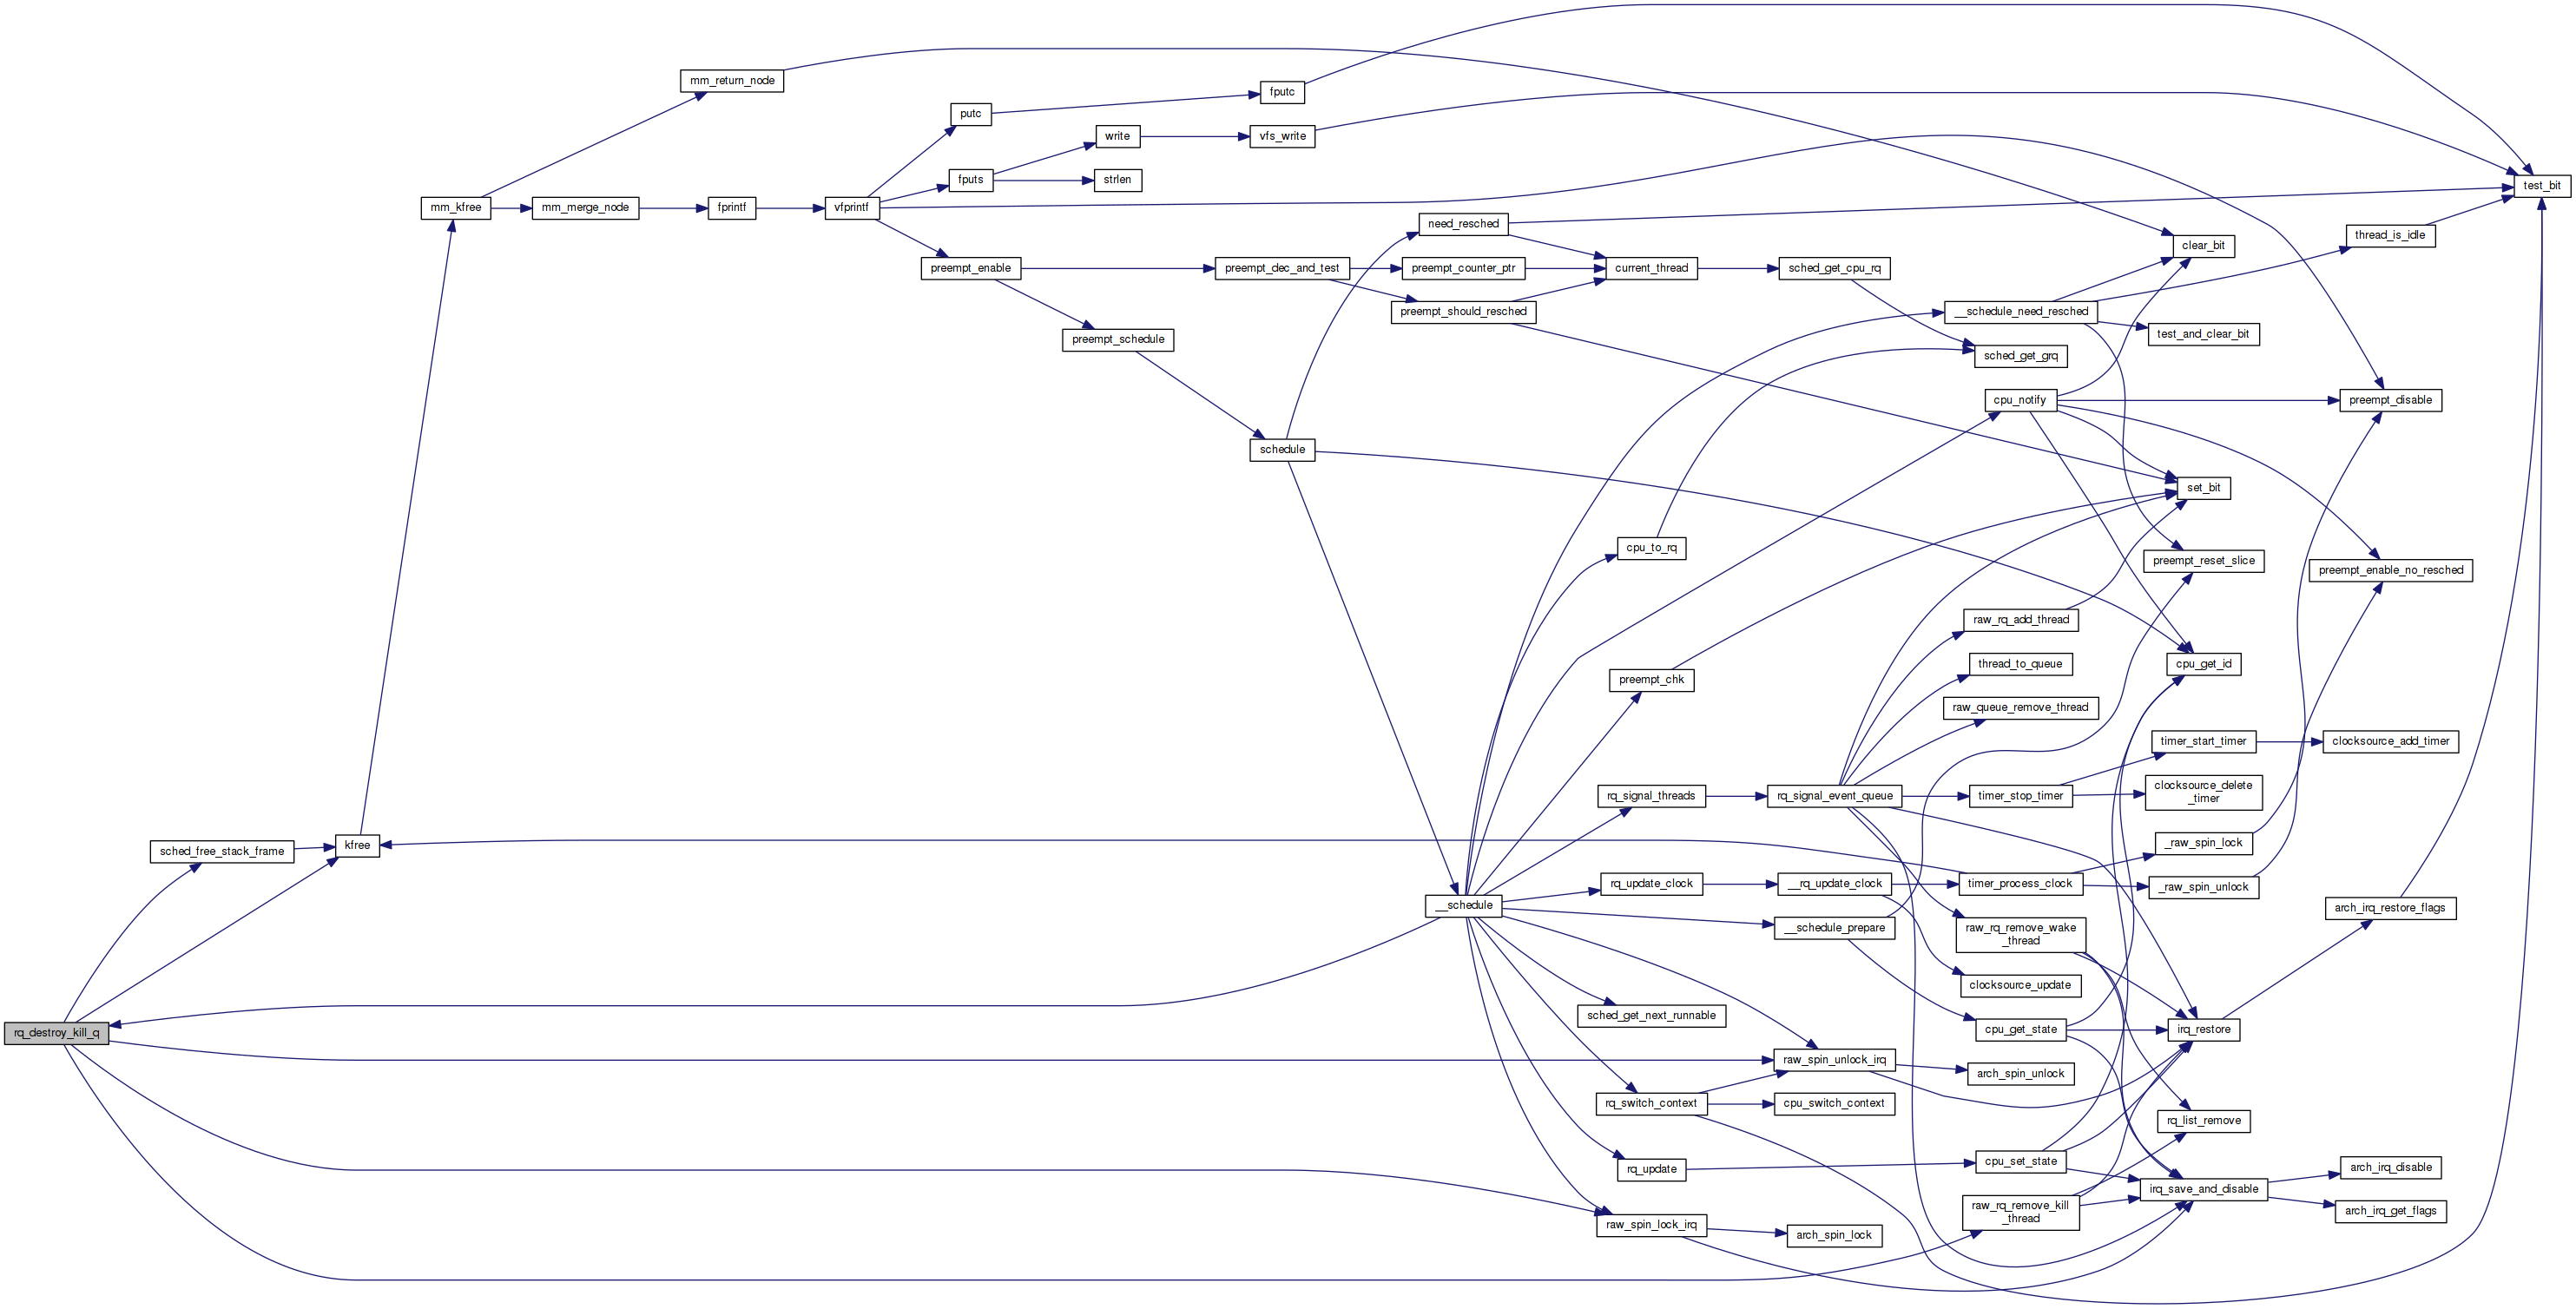 mm_return_node
fputc
putc
write
vfs_write
fputs
strlen
test_bit
mm_kfree
mm_merge_node
fprintf
vfprintf
need_resched
thread_is_idle
clear_bit
preempt_enable
preempt_dec_and_test
preempt_counter_ptr
current_thread
sched_get_cpu_rq
preempt_should_resched
__schedule_need_resched
preempt_schedule
test_and_clear_bit
sched_get_grq
cpu_notify
preempt_disable
schedule
set_bit
cpu_to_rq
preempt_reset_slice
preempt_enable_no_resched
raw_rq_add_thread
thread_to_queue
cpu_get_id
preempt_chk
raw_queue_remove_thread
timer_start_timer
clocksource_add_timer
rq_signal_threads
rq_signal_event_queue
timer_stop_timer
clocksource_delete
_timer
sched_free_stack_frame
kfree
_raw_spin_lock
rq_update_clock
__rq_update_clock
timer_process_clock
_raw_spin_unlock
__schedule
arch_irq_restore_flags
__schedule_prepare
raw_rq_remove_wake
_thread
clocksource_update
sched_get_next_runnable
rq_destroy_kill_q
cpu_get_state
irq_restore
raw_spin_unlock_irq
arch_spin_unlock
rq_switch_context
cpu_switch_context
rq_list_remove
rq_update
cpu_set_state
arch_irq_disable
irq_save_and_disable
raw_rq_remove_kill
_thread
arch_irq_get_flags
raw_spin_lock_irq
arch_spin_lock